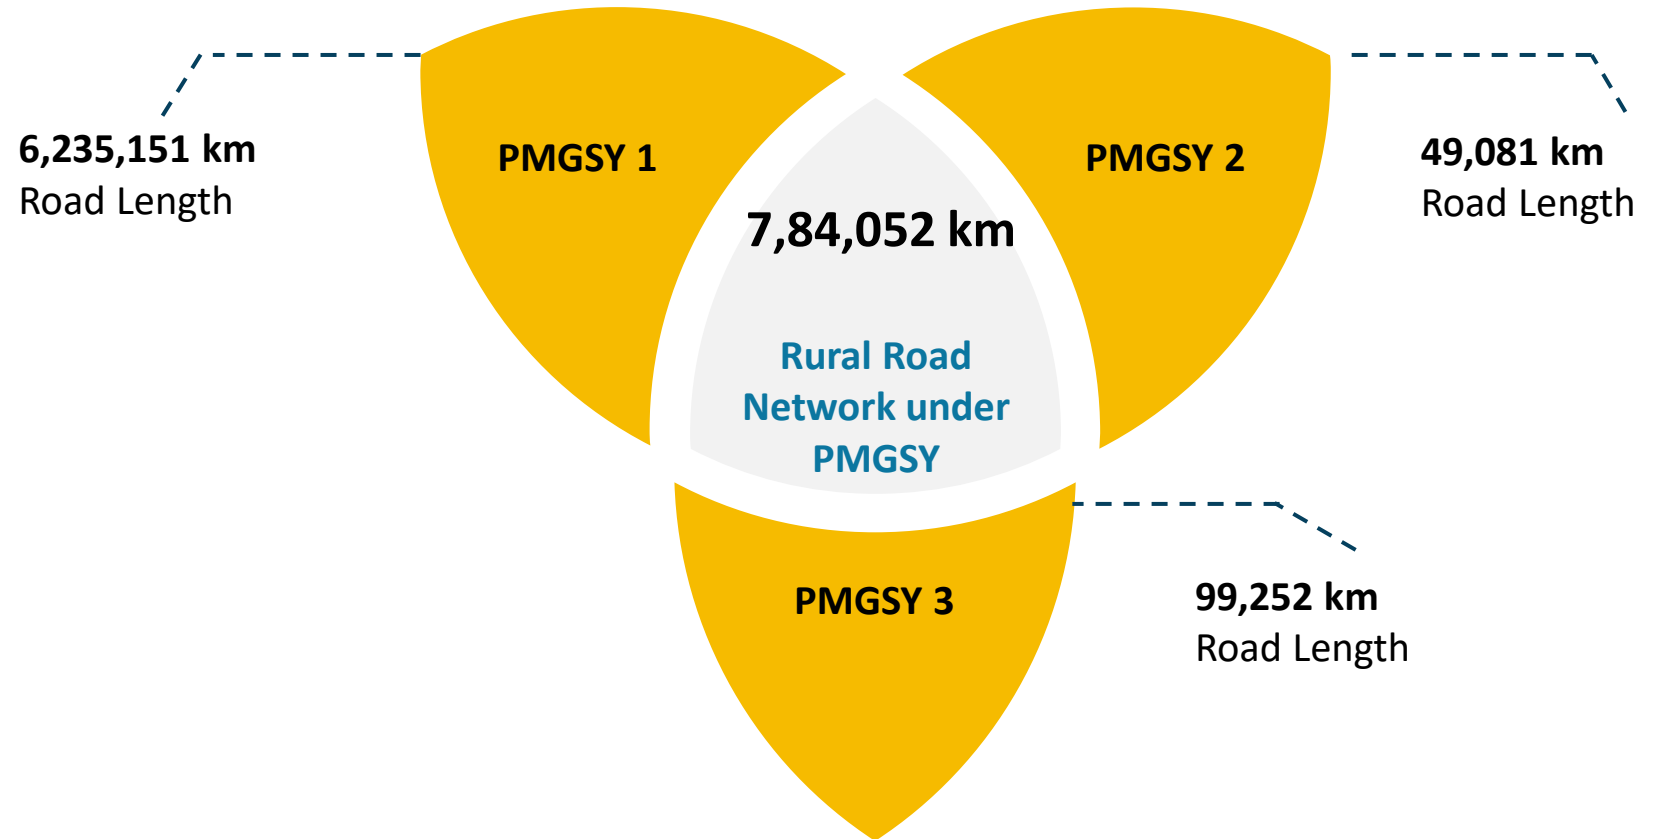 6,235,151 km
Road Length
PMGSY 1
PMGSY 2
49,081 km
Road Length
7,84,052 km
Rural Road
Network under
PMGSY
PMGSY 3
99,252 km
Road Length